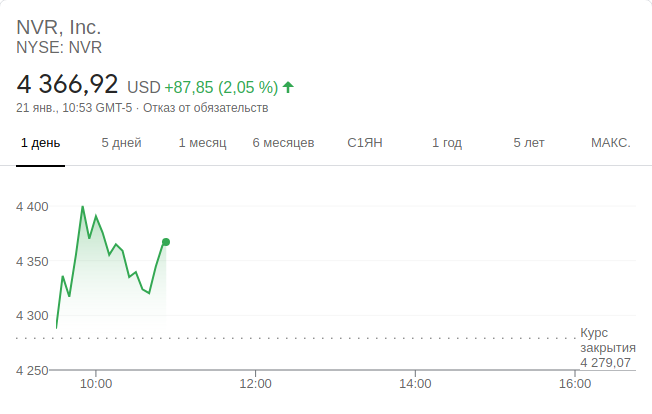 NVR, Inc.
NYSE: NVR
4 366,92 USD +87,85 (2,05 %)
21 янв., 10:53 GMT-5 · Отказ от обязательств
1 день 5 дней 1 месяц 6 месяцев С1ЯН 1 год 5 лет МАКС.
4 400
4 350
4 300
Курс
закрытия
4 279,07
4 250
10:00 12:00 14:00 16:00